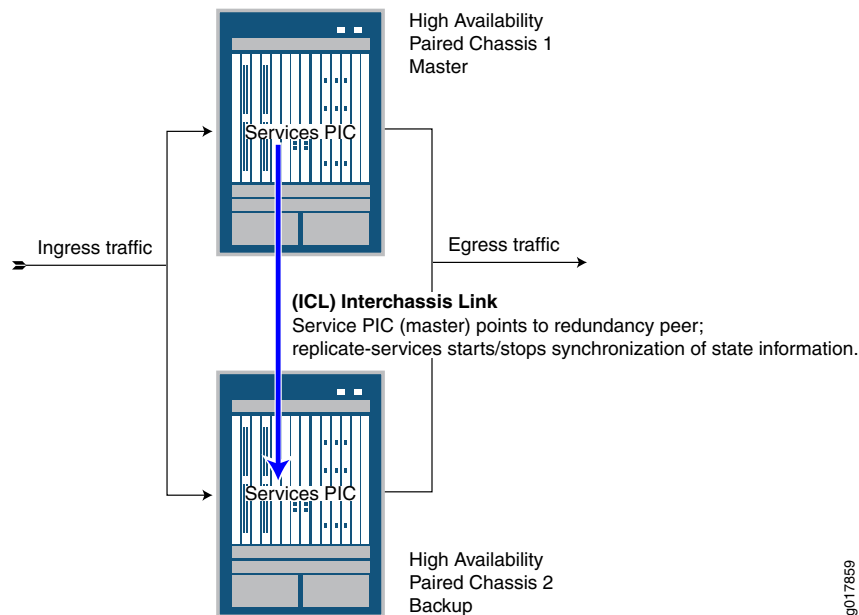 High Availability
Paired Chassis 1
Master
Services PIC
Ingress traffic
Egress traffic
(ICL) Interchassis Link
Service PIC (master) points to redundancy peer;
replicate-services starts/stops synchronization of state information.
Services PIC
High Availability
Paired Chassis 2
Backup
g017859